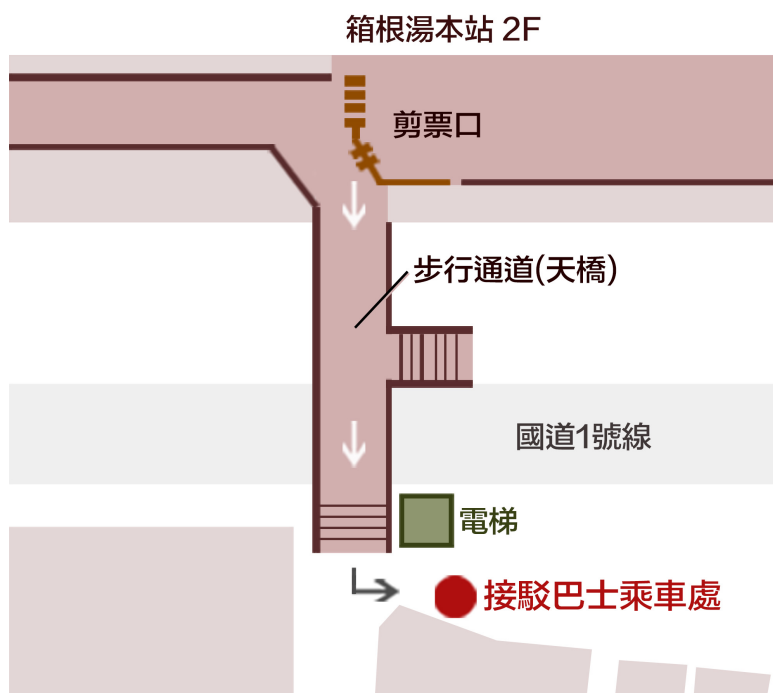 箱根湯本站 2F
剪票口
步行通道(天橋)
國道1號線
電梯
接駁巴士乘車處